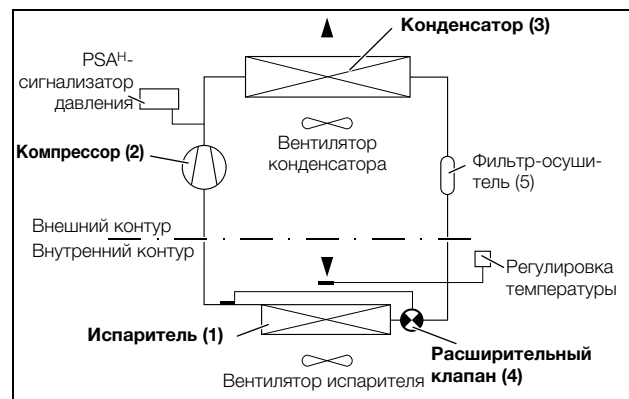 Конденсатор (3)
PSAᴴ-
сигнализатор
давления
Вентилятор
конденсатора
Компрессор (2)
Фильтр-осуши-
тель (5)
Внешний контур
Внутренний контур
Регулировка
температуры
Испаритель (1)
Расширительный
клапан (4)
Вентилятор испарителя